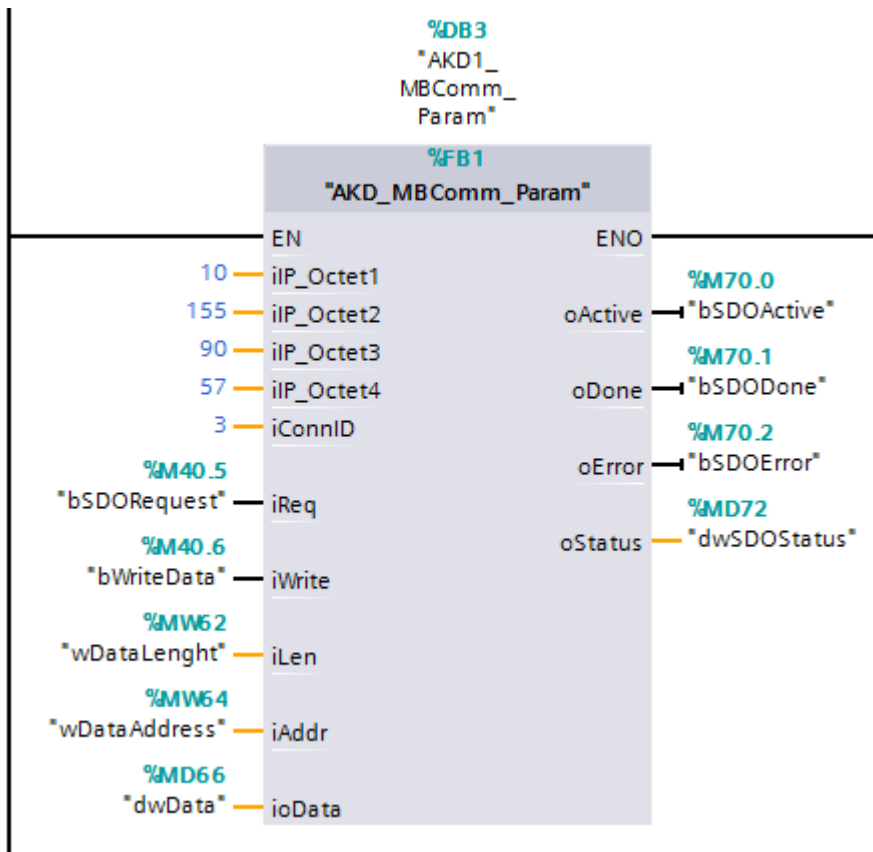 %DB3
"AKD1_
MBComm_
Param"
%FB1
"AKD_MBComm_Param"
EN ENO
10 iIP_Octet1
%M70.0
155 iIP_Octet2 oActive "bSDOActive"
%M70.1
90 iIP_Octet3
57 iIP_Octet4 oDone "bSDODone"
3 iConnID
%M70.2
oError "bSDOError"
%M40.5
"bSDORequest" iReq
%MD72
oStatus "dwSDOStatus"
%M40.6
"bWriteData" iWrite
%MW62
"wDataLenght" iLen
%MW64
"wDataAddress" iAddr
%MD66
"dwData" ioData